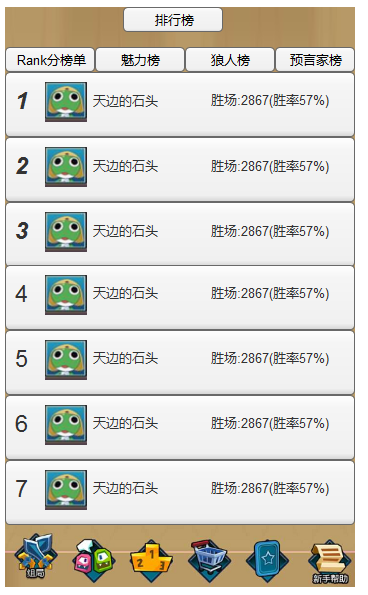 排行榜
Rank分榜单 魅力榜 狼人榜 预言家榜
1 天边的石头 胜场:2867(胜率57%)
2 天边的石头 胜场:2867(胜率57%)
3 天边的石头 胜场:2867(胜率57%)
4 天边的石头 胜场:2867(胜率57%)
5 天边的石头 胜场:2867(胜率57%)
6 天边的石头 胜场:2867(胜率57%)
7 天边的石头 胜场:2867(胜率57%)
组局 2 1 3 新手帮助